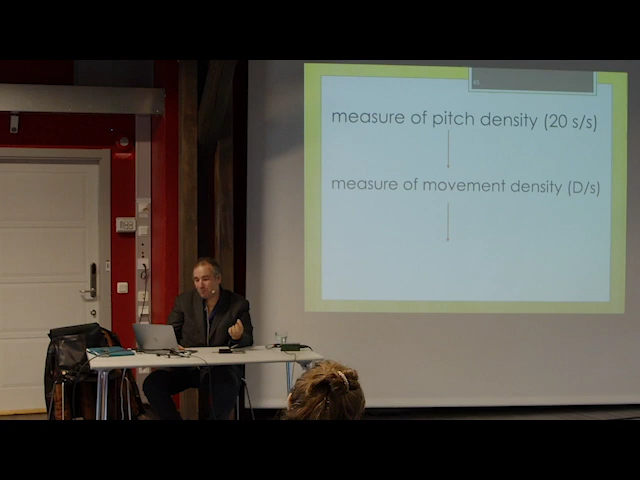 measure of pitch density (20 s/s)
measure of movement density (D/s)